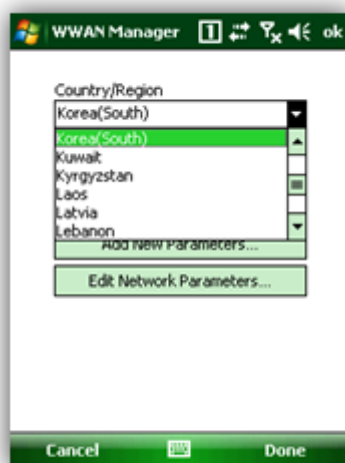 WWAN Manager 1 ok
Country/Region
Korea(South)
Korea(South)
Kuwait
Kyrgyzstan
Laos
Latvia
Lebanon
Add New Parameters...
Edit Network Parameters...
Cancel Done